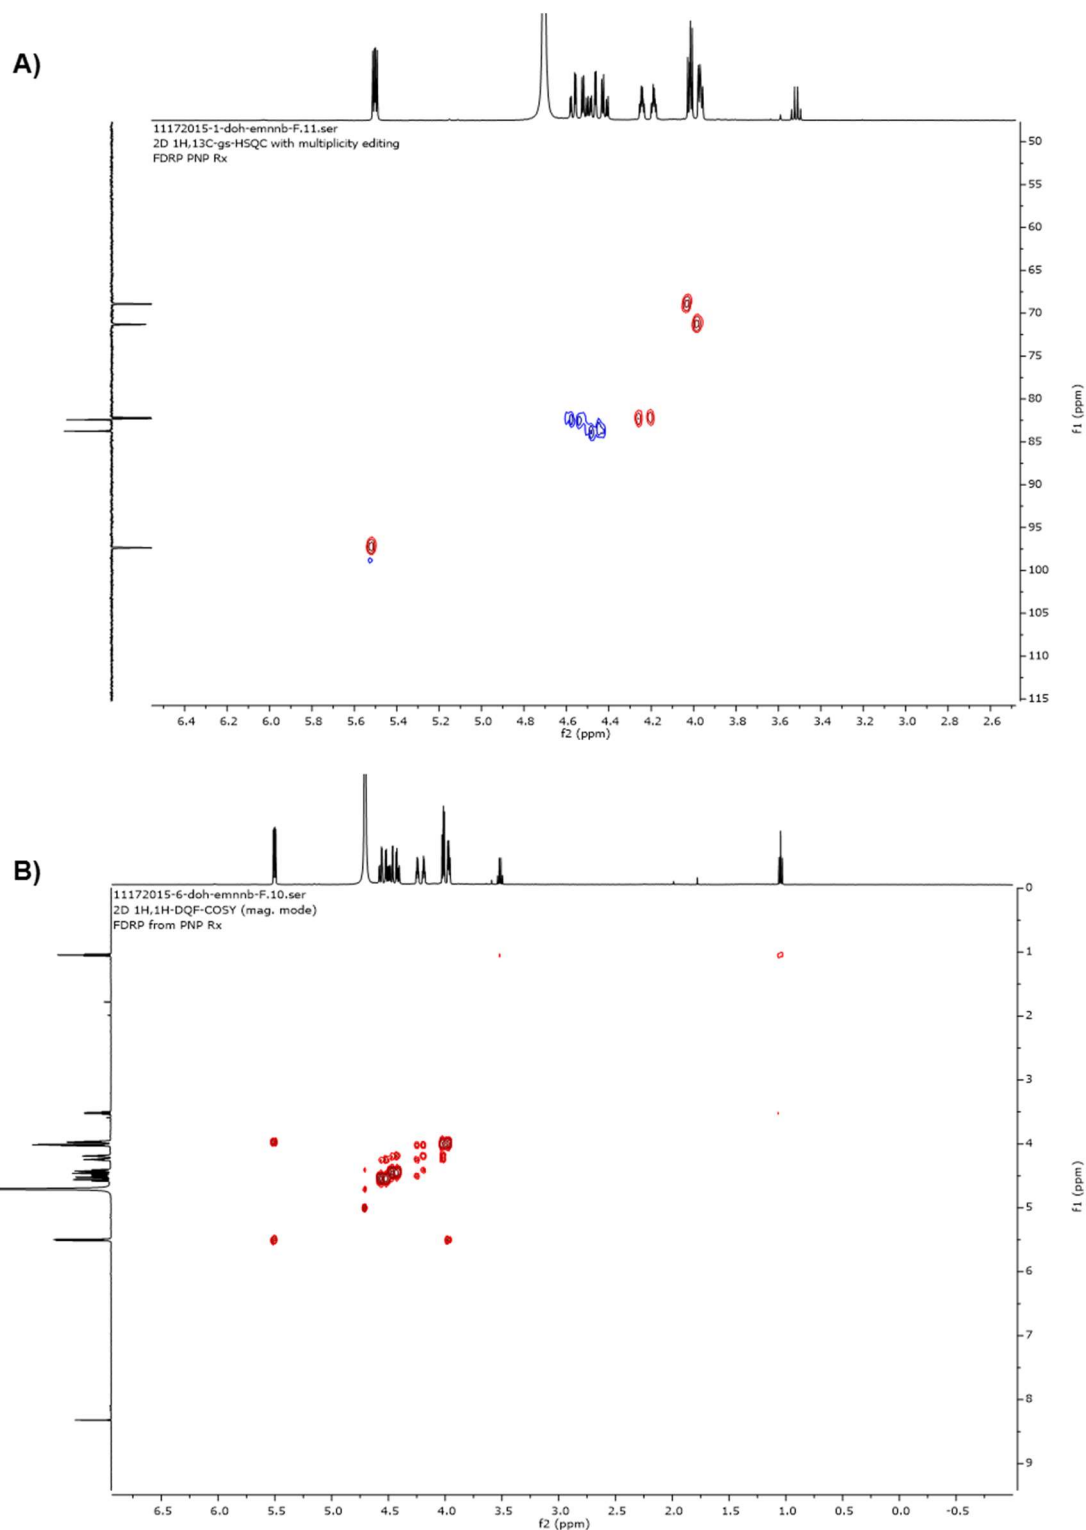 A)
11172015-1-doh-emnnb-F.11.ser
2D 1H,13C-gs-HSQC with multiplicity editing
FDRP PNP Rx
50
55
60
65
70
75
80
85
90
95
100
105
110
115
f1 (ppm)
6.4 6.2 6.0 5.8 5.6 5.4 5.2 5.0 4.8 4.6 4.4 4.2 4.0 3.8 3.6 3.4 3.2 3.0 2.8 2.6
f2 (ppm)
B)
11172015-6-doh-emnnb-F.10.ser
2D 1H,1H-DQF-COSY (mag. mode)
FDRP from PNP Rx
0
1
2
3
4
5
6
7
8
9
f1 (ppm)
6.5 6.0 5.5 5.0 4.5 4.0 3.5 3.0 2.5 2.0 1.5 1.0 0.5 0.0 -0.5
f2 (ppm)